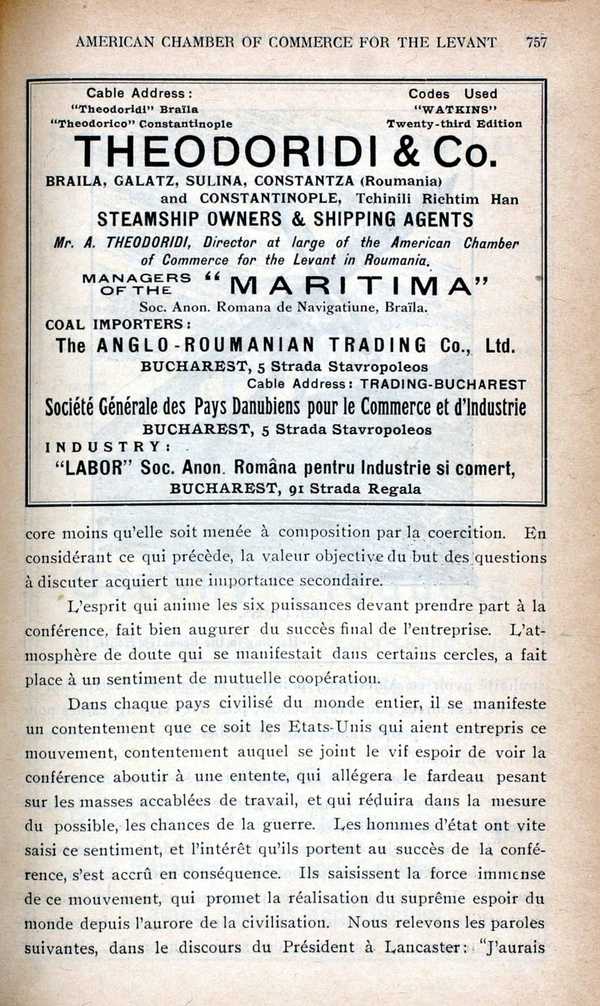 AMERICAN CHAMBER OF COMMERCE FOR THE LEVANT 757
Cable Address: Codes Used
"Theodoridi" Braïla "WATKINS"
"Theodorico" Constantinople Twenty-third Edition
THEODORIDI & Co.
BRAILA, GALATZ, SULINA, CONSTANTZA (Roumania)
and CONSTANTINOPLE, Tchinili Richtim Han
STEAMSHIP OWNERS & SHIPPING AGENTS
Mr. A. THEODORIDI, Director at large of the American Chamber
of Commerce for the Levant in Roumania.
MANAGERS OF THE "MARITIMA"
Soc. Anon. Romana de Navigatiune, Braïla.
COAL IMPORTERS:
The ANGLO-ROUMANIAN TRADING Co., Ltd.
BUCHAREST, 5 Strada Stavropoleos
Cable Address: TRADING-BUCHAREST
Société Générale des Pays Danubiens pour le Commerce et d'Industrie
BUCHAREST, 5 Strada Stavropoleos
INDUSTRY:
"LABOR" Soc. Anon. Româna pentru Industrie si comert,
BUCHAREST, 91 Strada Regala
core moins qu'elle soit menée à composition par la coercition. En
considérant ce qui précède, la valeur objective du but des questions
à discuter acquiert une importance secondaire.
L'esprit qui anime les six puissances devant prendre part à la
conférence, fait bien augurer du succès final de l'entreprise. L'at-
mosphère de doute qui se manifestait dans certains cercles, a fait
place à un sentiment de mutuelle coopération.
Dans chaque pays civilisé du monde entier, il se manifeste
un contentement que ce soit les Etats-Unis qui aient entrepris ce
mouvement, contentement auquel se joint le vif espoir de voir la
conférence aboutir à une entente, qui allégera le fardeau pesant
sur les masses accablées de travail, et qui réduira dans la mesure
du possible, les chances de la guerre. Les hommes d'état ont vite
saisi ce sentiment, et l'intérêt qu'ils portent au succès de la confé-
rence, s'est accrû en conséquence. Ils saisissent la force immense
de ce mouvement, qui promet la réalisation du suprême espoir du
monde depuis l'aurore de la civilisation. Nous relevons les paroles
suivantes, dans le discours du Président à Lancaster: "J'aurais